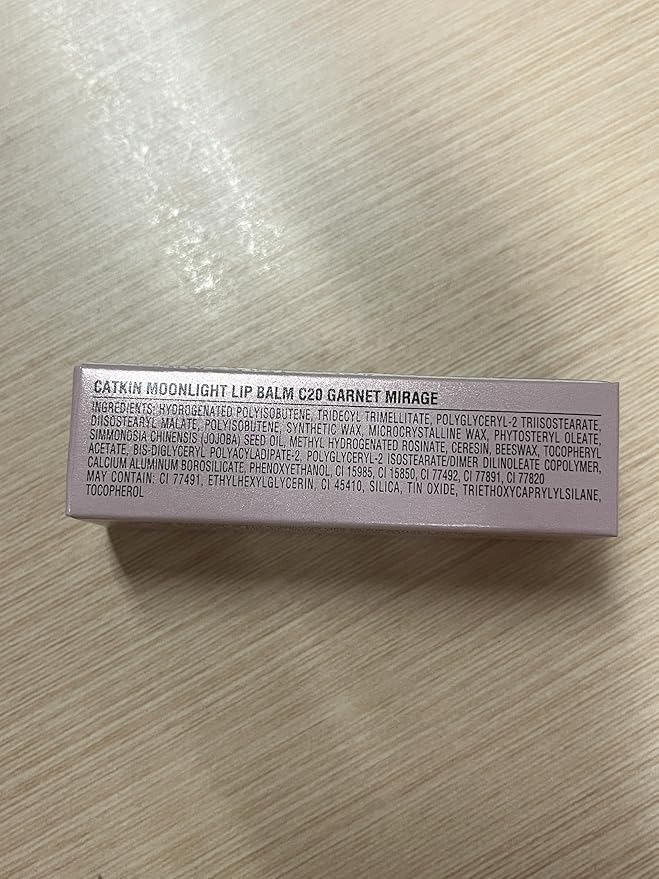 CATKIN MOONLIGHT LIP BALM C20 GARNET MIRAGE
INGREDIENTS: HYDROGENATED POLYISOBUTENE, TRIDECYL TRIMELLITATE, POLYGLYCERYL-2 TRIISOSTEARATE,
DIISOSTEARYL MALATE, POLYISOBUTENE, SYNTHETIC WAX, MICROCRYSTALLINE WAX, PHYTOSTERYL OLEATE,
SIMMONDSIA CHINENSIS (JOJOBA) SEED OIL, METHYL HYDROGENATED ROSINATE, CERESIN, BEESWAX, TOCOPHERYL
ACETATE, BIS-DIGLYCERYL POLYACYLADIPATE-2, POLYGLYCERYL-2 ISOSTEARATE/DIMER DILINOLEATE COPOLYMER,
CALCIUM ALUMINUM BOROSILICATE, PHENOXYETHANOL, CI 15985, CI 15850, CI 77492, CI 77891, CI 77820
MAY CONTAIN: CI 77491, ETHYLHEXYLGLYCERIN, CI 45410, SILICA, TIN OXIDE, TRIETHOXYCAPRYLYLSILANE,
TOCOPHEROL